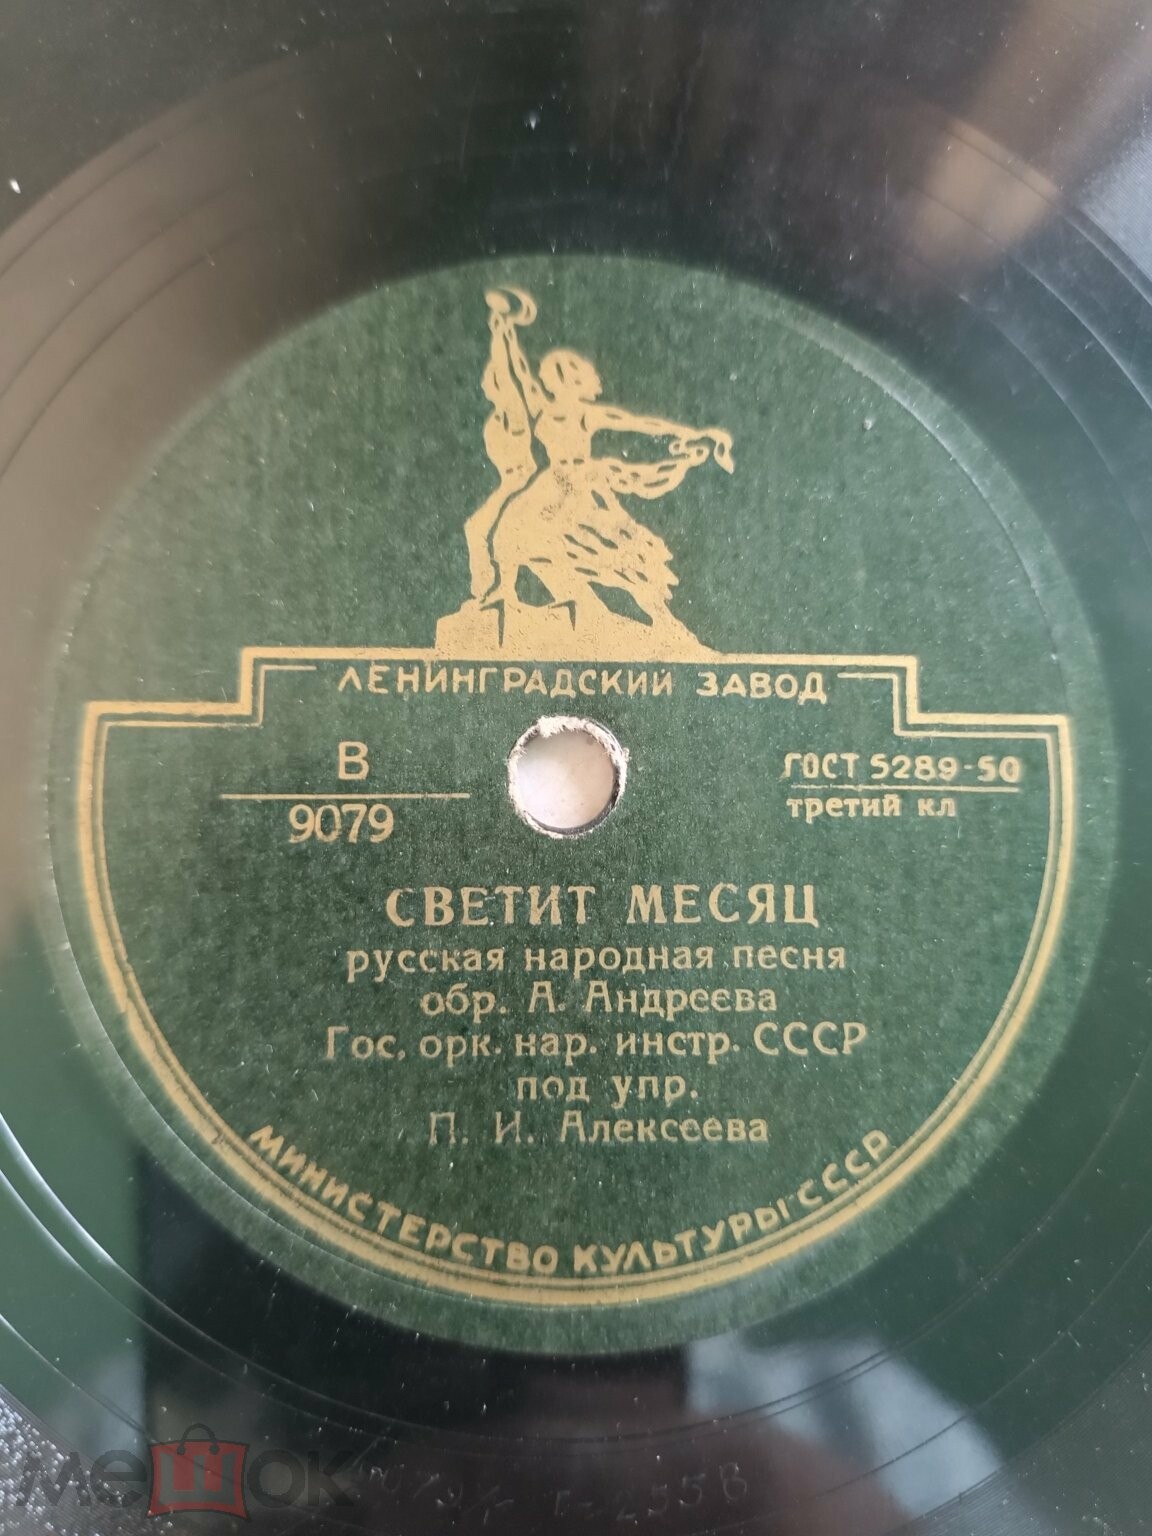 ЛЕНИНГРАДСКИЙ ЗАВОД
В
9079
ГОСТ 5289-50
третий кл
СВЕТИТ МЕСЯЦ
русская народная песня
обр. А. Андреева
Гос. орк. нар. инстр. СССР
под упр.
П. И. Алексеева
МИНИСТЕРСТВО КУЛЬТУРЫ СССР
мешок